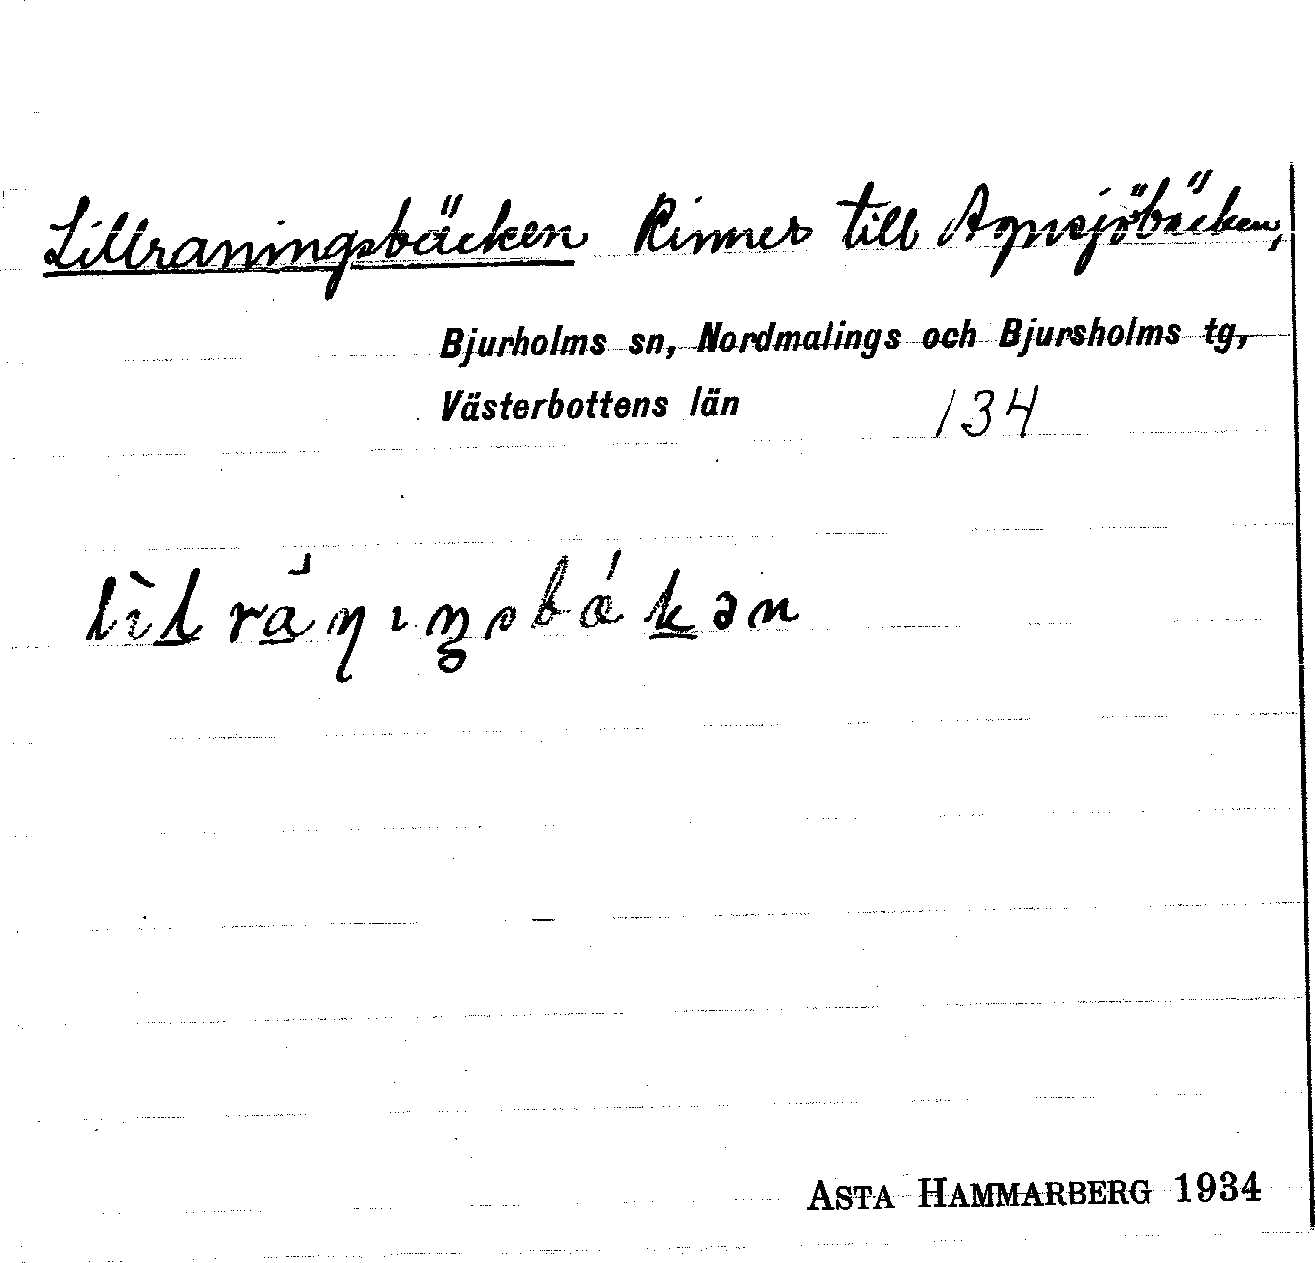 Lillraningsbäcken Rinner till Agnsjöbäcken,
Bjurholms sn, Nordmalings och Bjursholms tg,
Västerbottens län 134
ASTA HAMMARBERG 1934